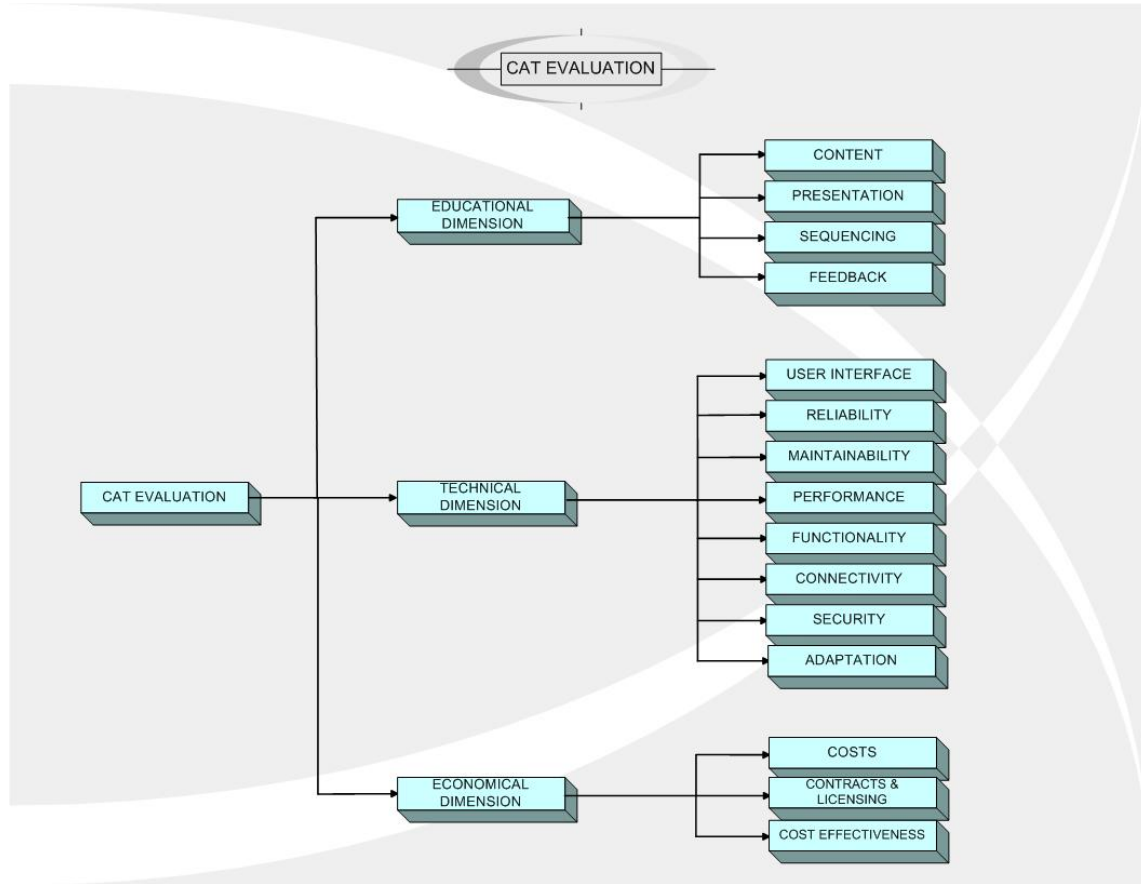 CAT EVALUATION
CONTENT
PRESENTATION
EDUCATIONAL
DIMENSION
SEQUENCING
FEEDBACK
USER INTERFACE
RELIABILITY
MAINTAINABILITY
CAT EVALUATION
TECHNICAL
DIMENSION
PERFORMANCE
FUNCTIONALITY
CONNECTIVITY
SECURITY
ADAPTATION
COSTS
ECONOMICAL
DIMENSION
CONTRACTS &
LICENSING
COST EFFECTIVENESS